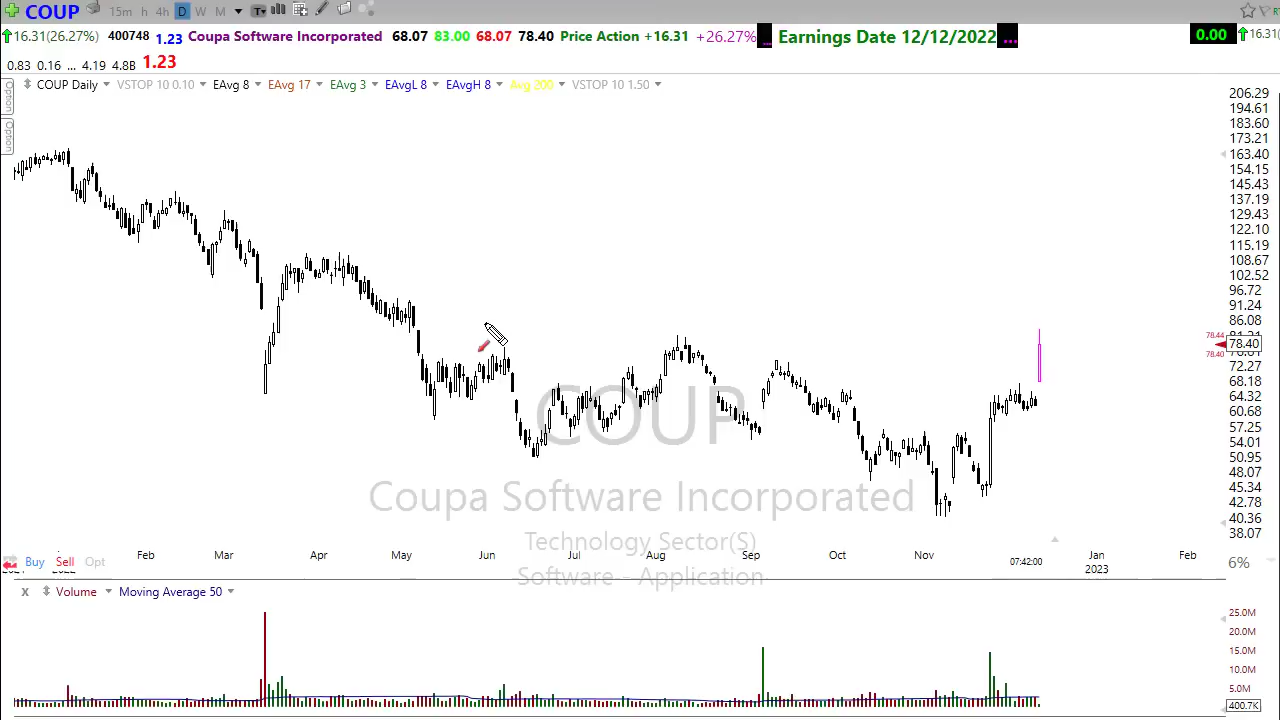 COUP 15m h 4h D W M T
16.31(26.27%) 400748 1.23 Coupa Software Incorporated 68.07 83.00 68.07 78.40 Price Action +16.31 +26.27% ... Earnings Date 12/12/2022 ... 0.00
0.83 0.16 ... 4.19 4.8B 1.23
COUP Daily VSTOP 10 0.10 EAvg 8 EAvg 17 EAvg 3 EAvgL 8 EAvgH 8 Avg 200 VSTOP 10 1.50
Option
Option
206.29
194.61
183.60
173.21
163.40
154.15
145.43
137.19
129.43
122.10
115.19
108.67
102.52
96.72
91.24
86.08
78.44
78.40
78.40
72.27
68.18
64.32
60.68
57.25
54.01
50.95
48.07
45.34
42.78
40.36
38.07
COUP
Coupa Software Incorporated
Technology Sector(S)
Software - Application
Feb Mar Apr May Jun Jul Aug Sep Oct Nov Jan Feb
Buy Sell Opt 07:42:00 2023 6%
x Volume Moving Average 50
25.0M
20.0M
15.0M
10.0M
5.0M
400.7K